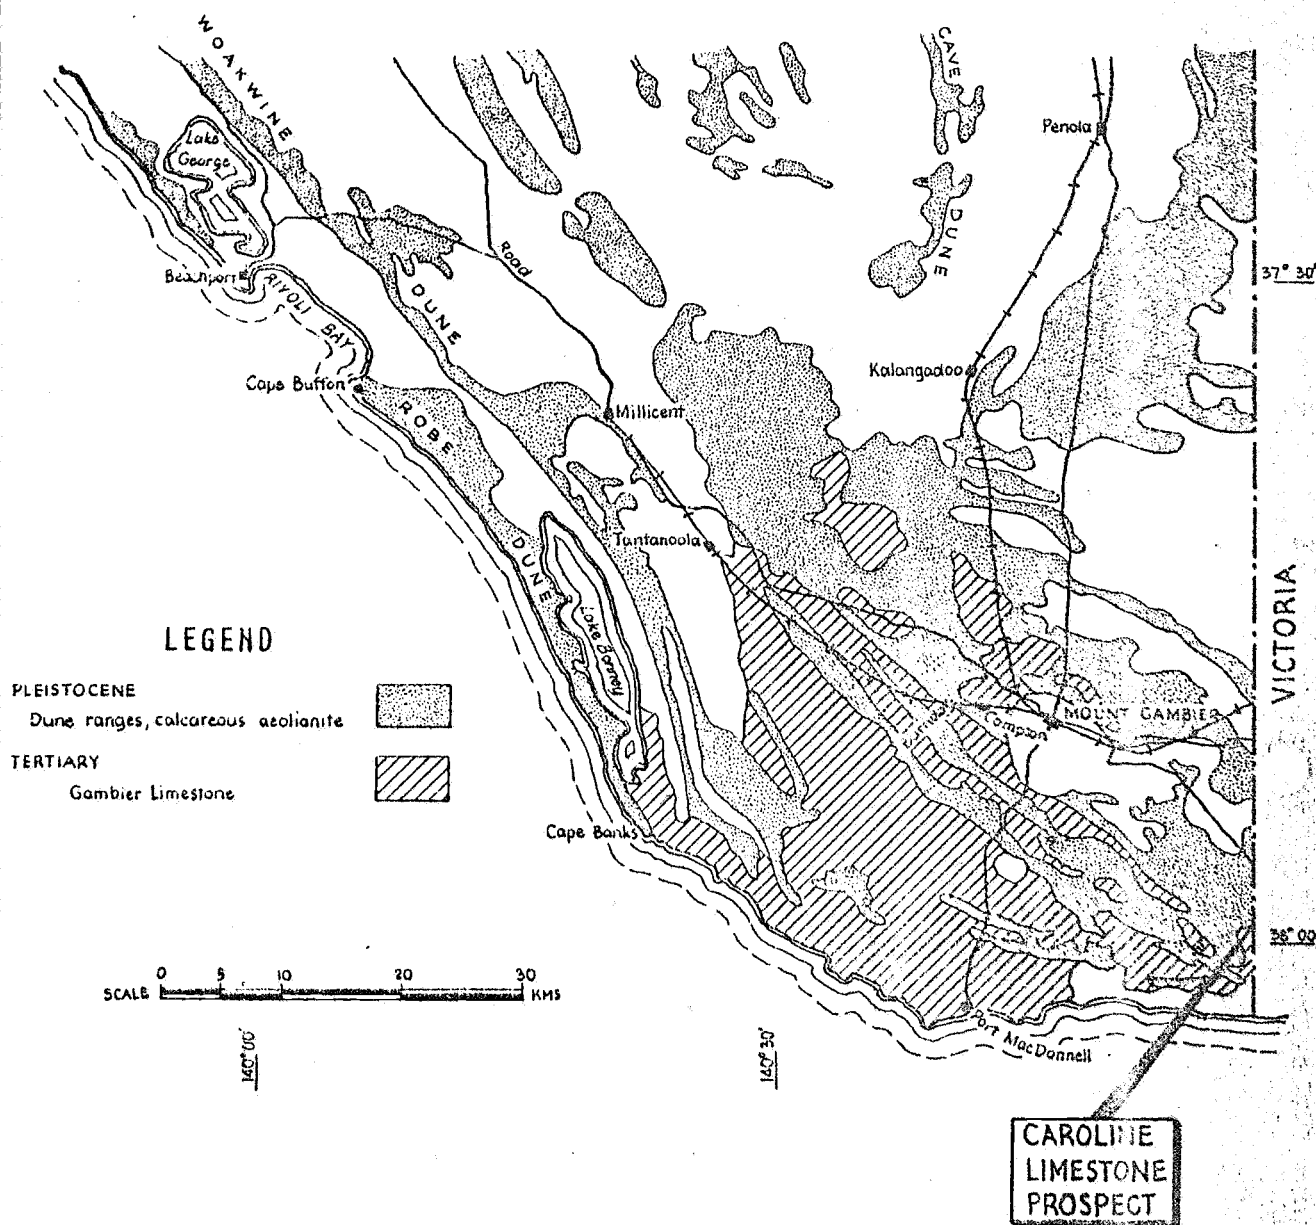 WOAKWINE
CAVE
Lake
George
Penola
DUNE
Road
37° 30'
Beachport
RIVOLI BAY
DUNE
Kalangadoo
Cape Buffon
ROBE
Millicent
Tantanoola
DUNE
Lake Bonney
VICTORIA
LEGEND
PLEISTOCENE
Dune ranges, calcareous aeolianite
TERTIARY
Gambier Limestone
Compton
MOUNT GAMBIER
Cape Banks
38° 00
0 5 10 20 30
SCALE KMS
140° 00'
140° 30'
Port MacDonnell
CAROLINE
LIMESTONE
PROSPECT